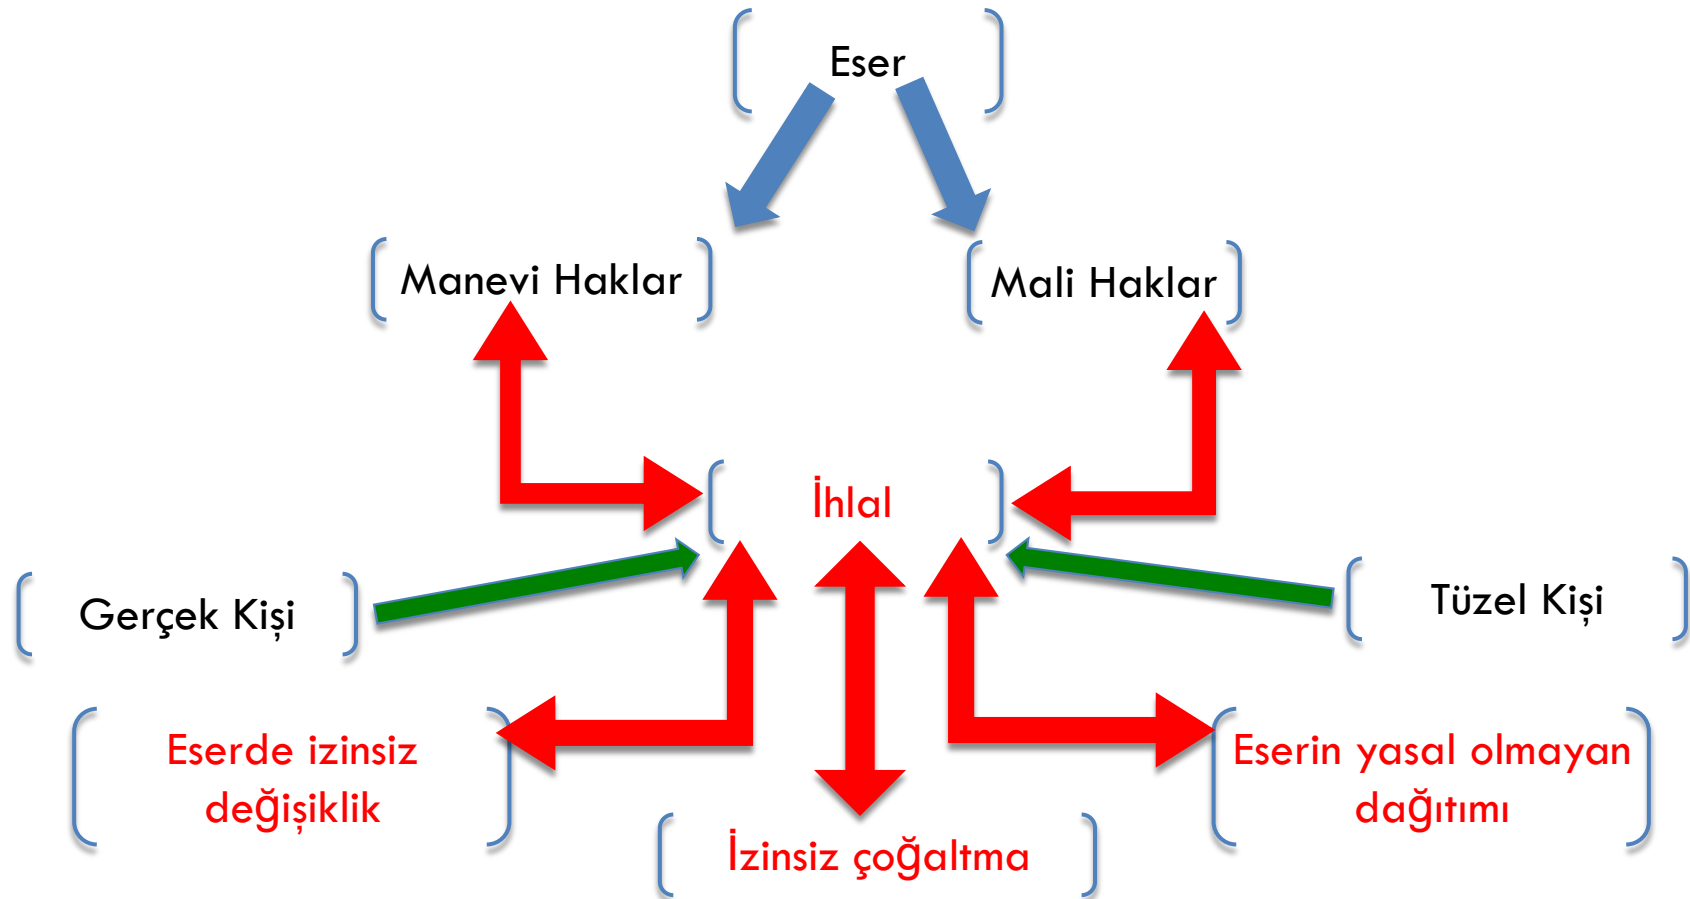 Eser
Manevi Haklar
Mali Haklar
İhlal
Gerçek Kişi
Tüzel Kişi
Eserde izinsiz
değişiklik
İzinsiz çoğaltma
Eserin yasal olmayan
dağıtımı